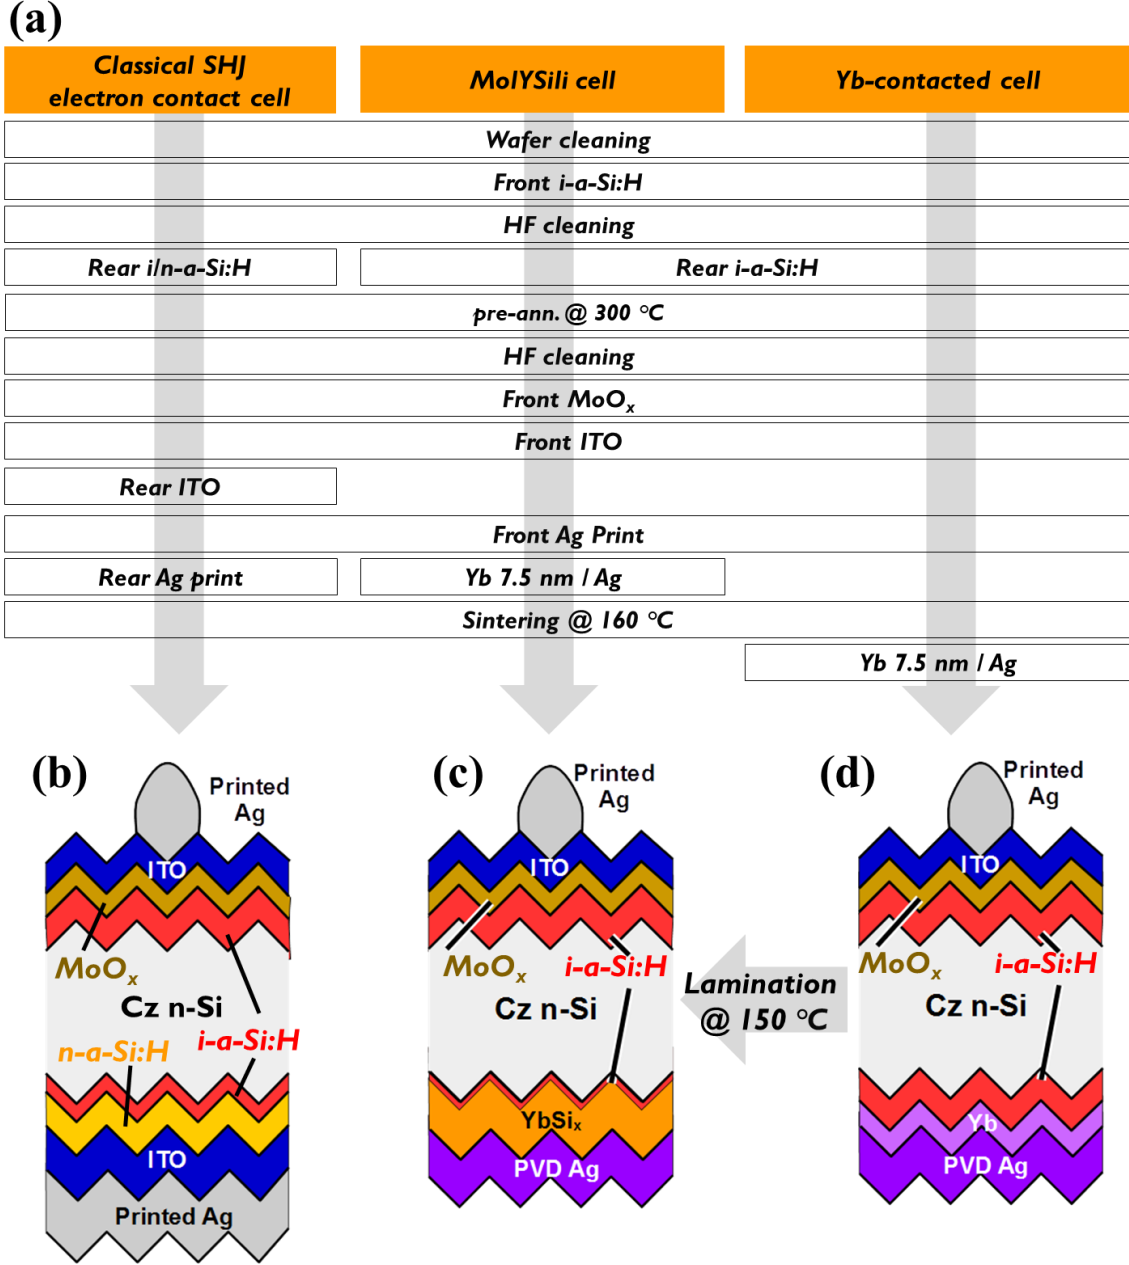 (a)
Classical SHJ
electron contact cell
MolYSili cell
Yb-contacted cell
Wafer cleaning
Front i-a-Si:H
HF cleaning
Rear i/n-a-Si:H
Rear i-a-Si:H
pre-ann. @ 300 °C
HF cleaning
Front MoOₓ
Front ITO
Rear ITO
Front Ag Print
Rear Ag print
Yb 7.5 nm / Ag
Sintering @ 160 °C
Yb 7.5 nm / Ag
(b)
Printed
Ag
ITO
MoOₓ
Cz n-Si
n-a-Si:H
i-a-Si:H
ITO
Printed Ag
(c)
Printed
Ag
ITO
MoOₓ
i-a-Si:H
Cz n-Si
YbSiₓ
PVD Ag
Lamination
@ 150 °C
(d)
Printed
Ag
ITO
MoOₓ
i-a-Si:H
Cz n-Si
Yb
PVD Ag